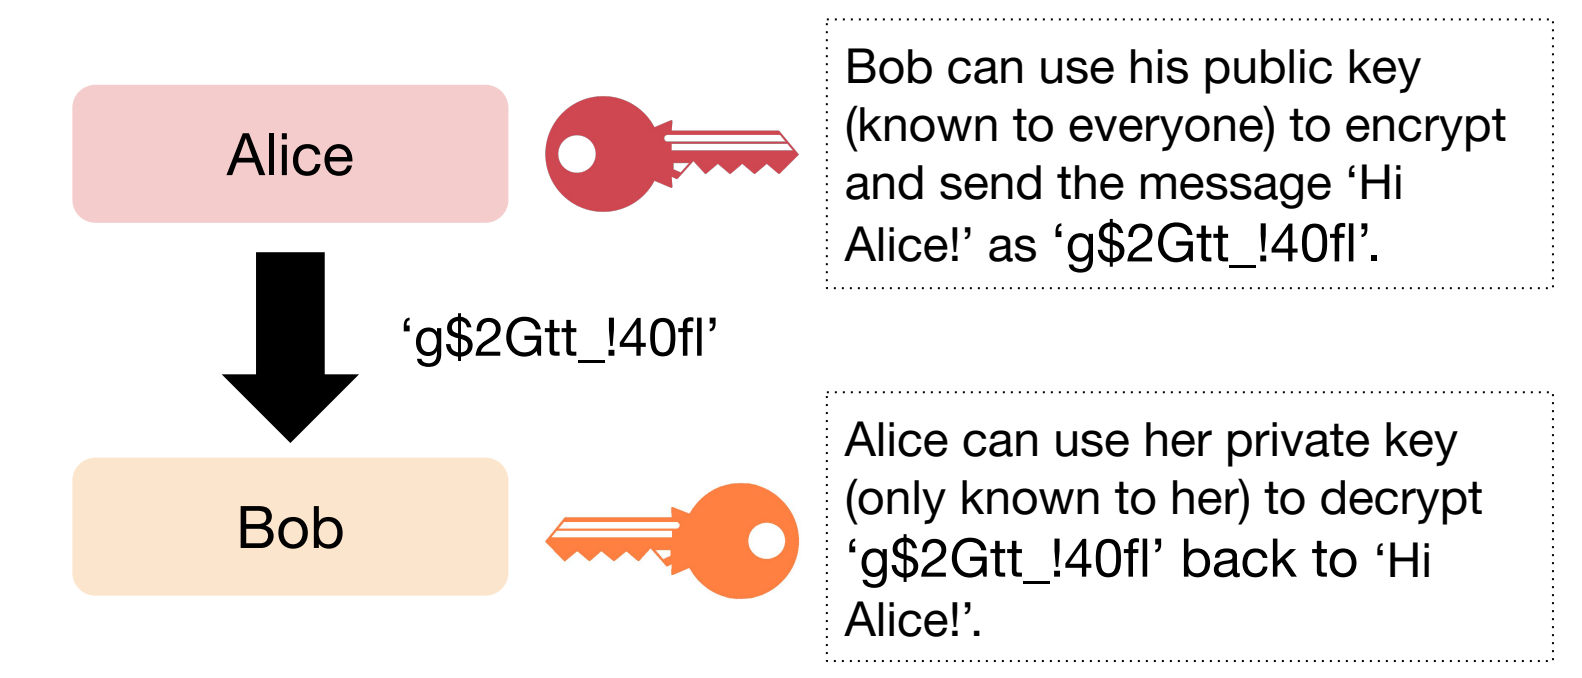 Alice
Bob can use his public key
(known to everyone) to encrypt
and send the message ‘Hi
Alice!’ as ‘g$2Gtt_!40fl’.
‘g$2Gtt_!40fl’
Bob
Alice can use her private key
(only known to her) to decrypt
‘g$2Gtt_!40fl’ back to ‘Hi
Alice!’.